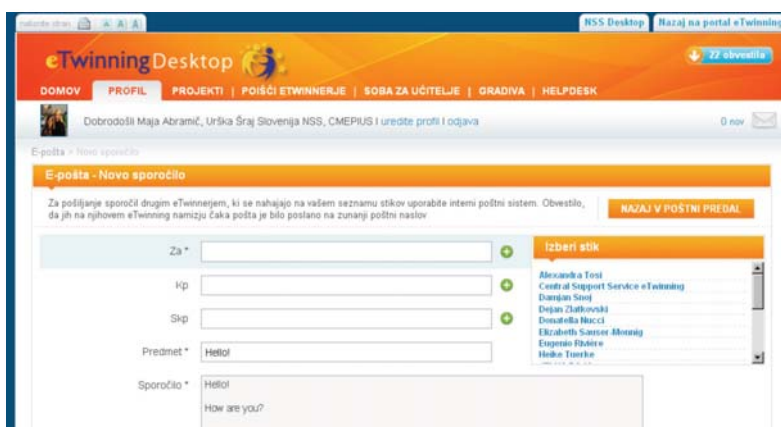 natisnite stran A A A
NSS Desktop Nazaj na portal eTwinning
eTwinning Desktop
22 obvestila
DOMOV PROFIL PROJEKTI | POIŠČI ETWINNERJE | SOBA ZA UČITELJE | GRADIVA | HELPDESK
Dobrodošli Maja Abramič, Urška Šraj Slovenija NSS, CMEPIUS I uredite profil I odjava
0 nov
E-pošta > Novo sporočilo
E-pošta - Novo sporočilo
Za pošiljanje sporočil drugim eTwinnerjem, ki se nahajajo na vašem seznamu stikov uporabite interni poštni sistem. Obvestilo,
da jih na njihovem eTwinning namizju čaka pošta je bilo poslano na zunanji poštni naslov
NAZAJ V POŠTNI PREDAL
Za *
Kp
Skp
Predmet * Hello!
Sporočilo * Hello!
How are you?
Izberi stik
Alexandra Tosi
Central Support Service eTwinning
Damjan Snoj
Dejan Zlatkovski
Donatella Nucci
Elizabeth Sauser-Monnig
Eugenio Rivière
Heike Tuerke